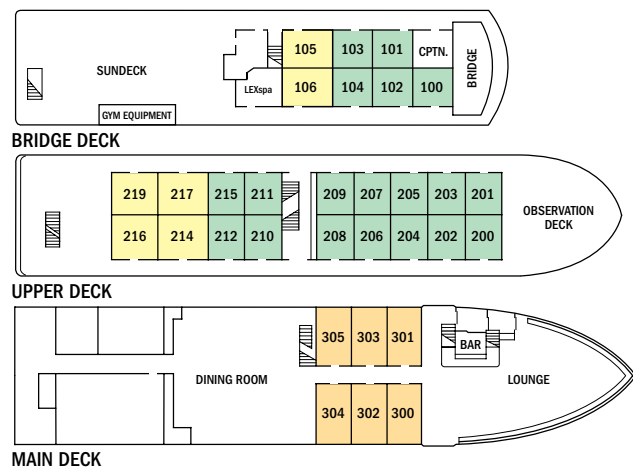 105 103 101 CPTN.
SUNDECK
BRIDGE
LEXspa 106 104 102 100
GYM EQUIPMENT
BRIDGE DECK
219 217 215 211 209 207 205 203 201
OBSERVATION
DECK
216 214 212 210 208 206 204 202 200
UPPER DECK
305 303 301
BAR
DINING ROOM
LOUNGE
304 302 300
MAIN DECK